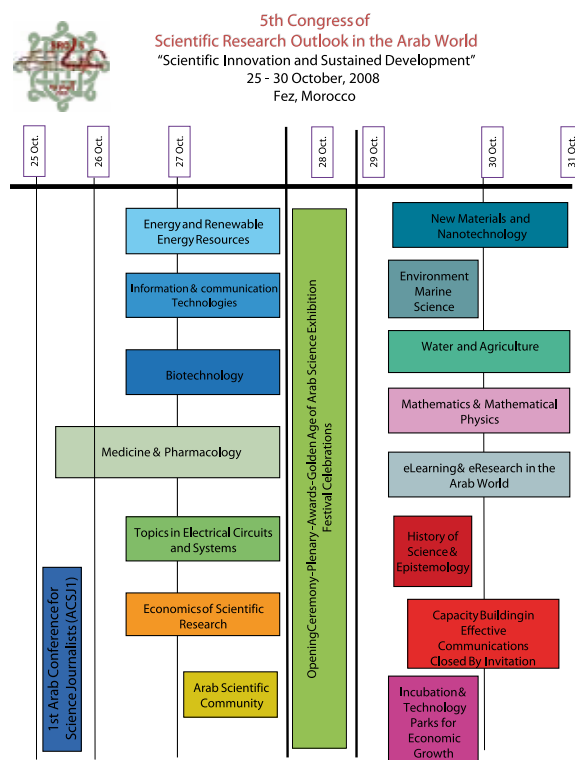 5th Congress of
Scientific Research Outlook in the Arab World
"Scientific Innovation and Sustained Development"
25 - 30 October, 2008
Fez, Morocco
25 Oct.
26 Oct.
27 Oct.
28 Oct.
29 Oct.
30 Oct.
31 Oct.
Energy and Renewable
Energy Resources
Information & communication
Technologies
Biotechnology
Medicine & Pharmacology
Topics in Electrical Circuits
and Systems
Economics of Scientific
Research
Arab Scientific
Community
1st Arab Conference for
Science Journalists (ACSJ1)
Opening Ceremony-Plenary-Awards-Golden Age of Arab Science Exhibition
Festival Celebrations
New Materials and
Nanotechnology
Environment
Marine
Science
Water and Agriculture
Mathematics & Mathematical
Physics
eLearning & eResearch in the
Arab World
History of
Science &
Epistemology
Capacity Building in
Effective
Communications
Closed By Invitation
Incubation &
Technology
Parks for
Economic
Growth